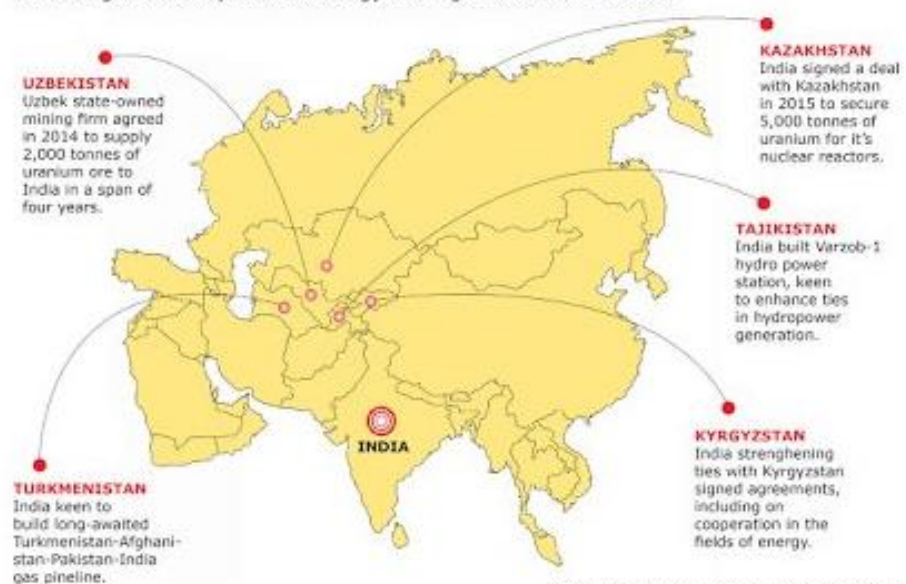 UZBEKISTAN
Uzbek state-owned
mining firm agreed
in 2014 to supply
2,000 tonnes of
uranium ore to
India in a span of
four years.
KAZAKHSTAN
India signed a deal
with Kazakhstan
in 2015 to secure
5,000 tonnes of
uranium for it's
nuclear reactors.
TAJIKISTAN
India built Varzob-1
hydro power
station, keen
to enhance ties
in hydropower
generation.
INDIA
KYRGYZSTAN
India strenghening
ties with Kyrgyzstan
signed agreements,
including on
cooperation in the
fields of energy.
TURKMENISTAN
India keen to
build long-awaited
Turkmenistan-Afghani-
stan-Pakistan-India
gas pineline.